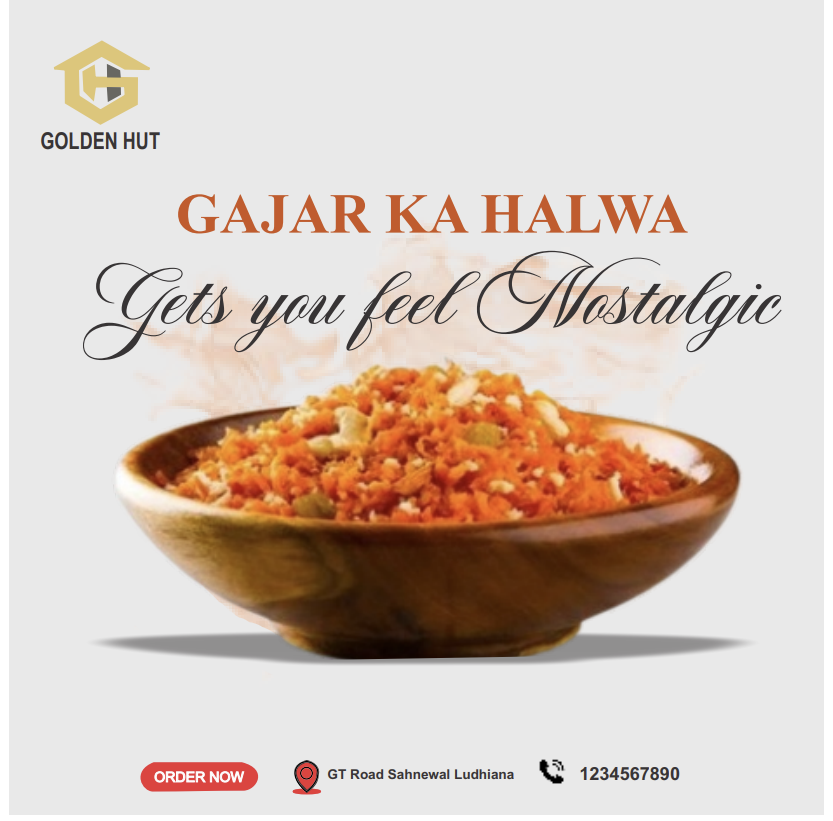 GOLDEN HUT
GAJAR KA HALWA
Gets you feel Nostalgic
ORDER NOW
GT Road Sahnewal Ludhiana
1234567890